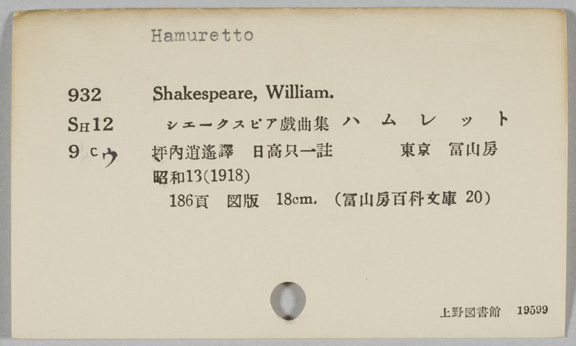 Hamuretto
932 Shakespeare, William.
SH12 シエークスピア戯曲集 ハムレット
9 cウ 坪內逍遙譯 日高只一註 東京 冨山房
昭和13(1918)
186頁 図版 18cm. (冨山房百科文庫 20)
上野図書館 19599